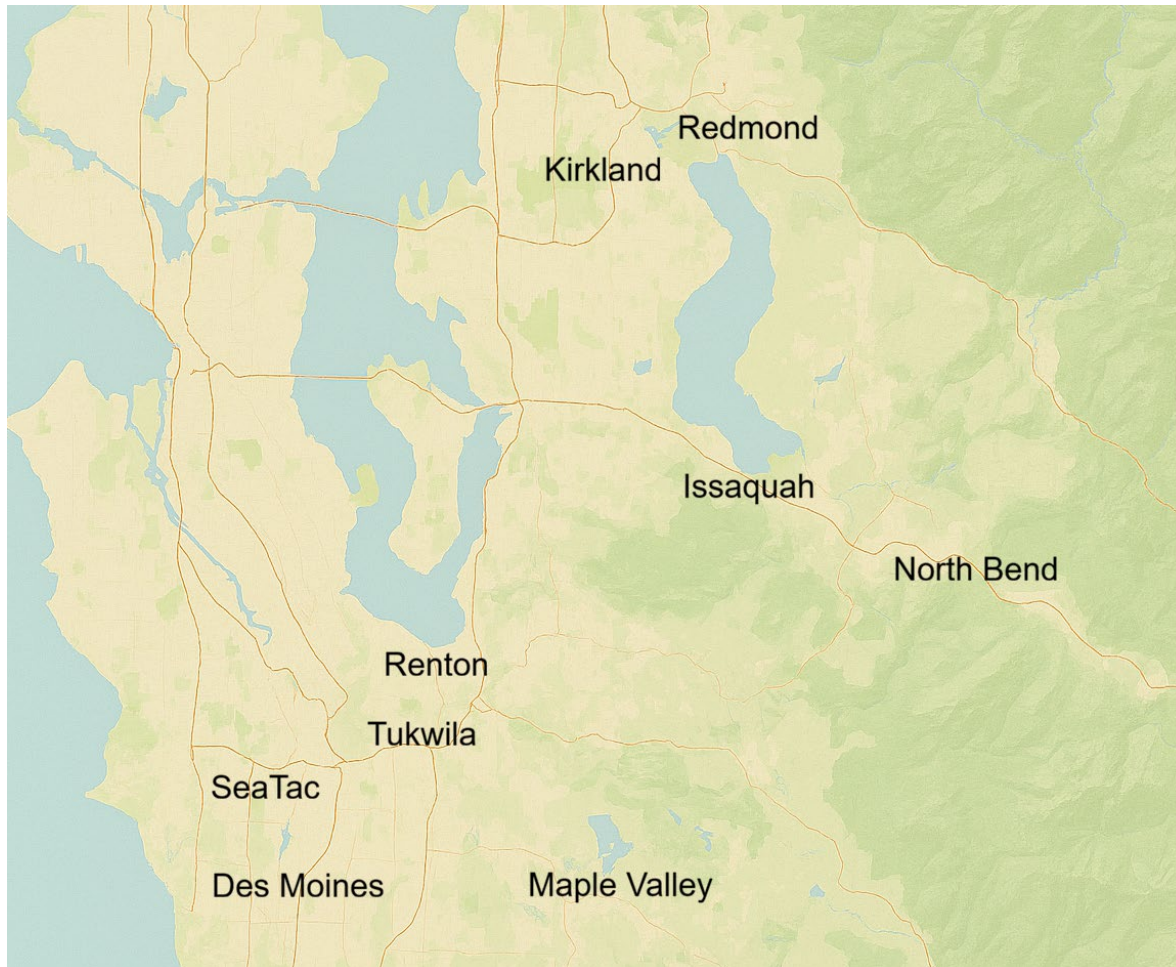 Redmond
Kirkland
Issaquah
North Bend
Renton
Tukwila
SeaTac
Des Moines
Maple Valley